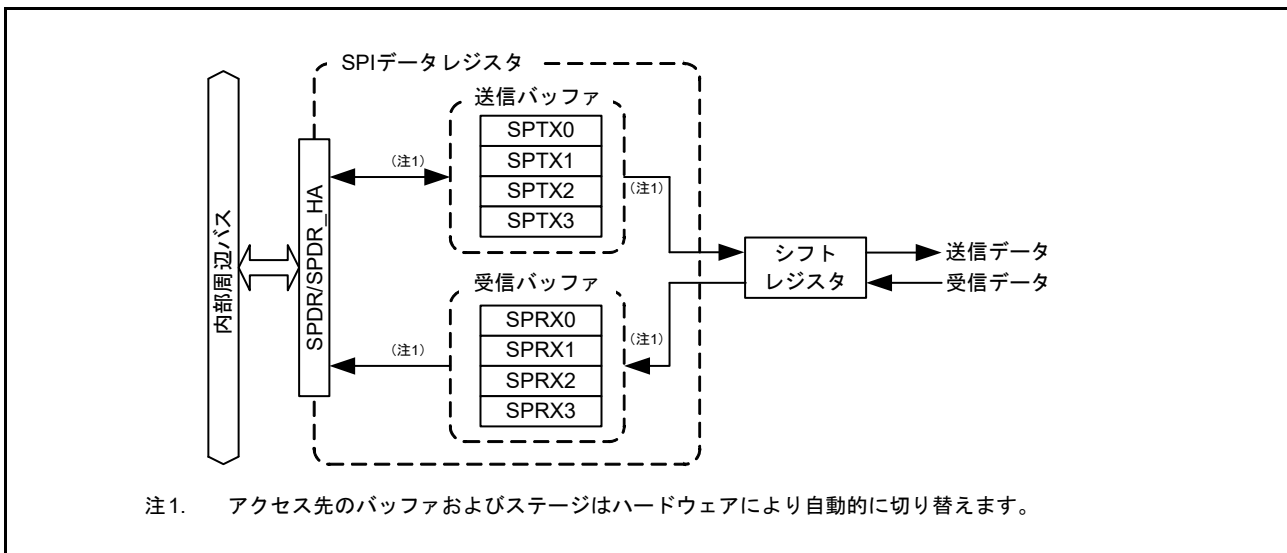 SPIデータレジスタ
送信バッファ
SPTX0
SPTX1
SPTX2
SPTX3
(注1)
(注1)
内部周辺バス
SPDR/SPDR_HA
シフト
レジスタ
送信データ
受信データ
受信バッファ
SPRX0
SPRX1
SPRX2
SPRX3
(注1)
(注1)
注1. アクセス先のバッファおよびステージはハードウェアにより自動的に切り替えます。